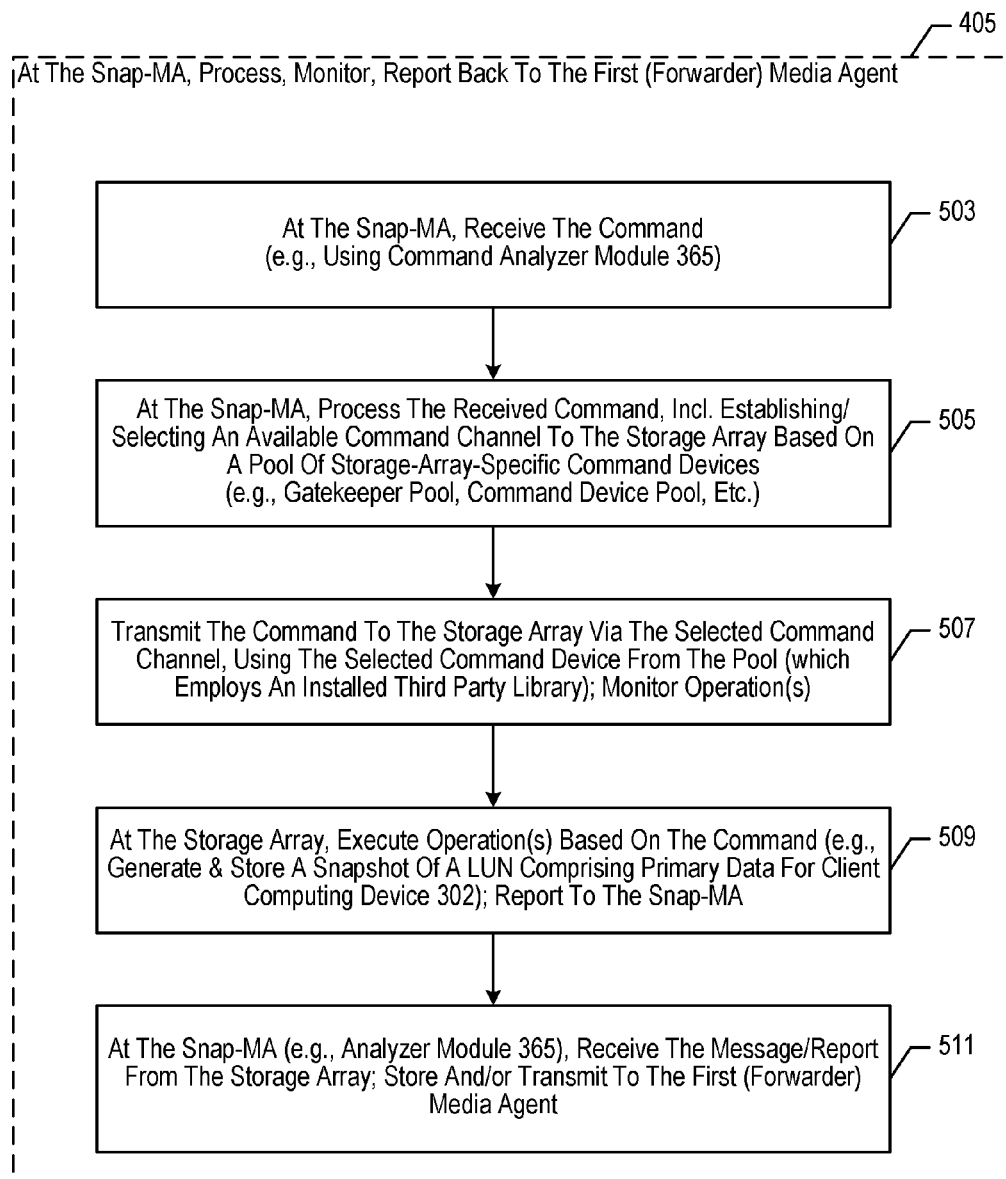 405
At The Snap-MA, Process, Monitor, Report Back To The First (Forwarder) Media Agent
503
At The Snap-MA, Receive The Command
(e.g., Using Command Analyzer Module 365)
505
At The Snap-MA, Process The Received Command, Incl. Establishing/
Selecting An Available Command Channel To The Storage Array Based On
A Pool Of Storage-Array-Specific Command Devices
(e.g., Gatekeeper Pool, Command Device Pool, Etc.)
507
Transmit The Command To The Storage Array Via The Selected Command
Channel, Using The Selected Command Device From The Pool (which
Employs An Installed Third Party Library); Monitor Operation(s)
509
At The Storage Array, Execute Operation(s) Based On The Command (e.g.,
Generate & Store A Snapshot Of A LUN Comprising Primary Data For Client
Computing Device 302); Report To The Snap-MA
511
At The Snap-MA (e.g., Analyzer Module 365), Receive The Message/Report
From The Storage Array; Store And/or Transmit To The First (Forwarder)
Media Agent